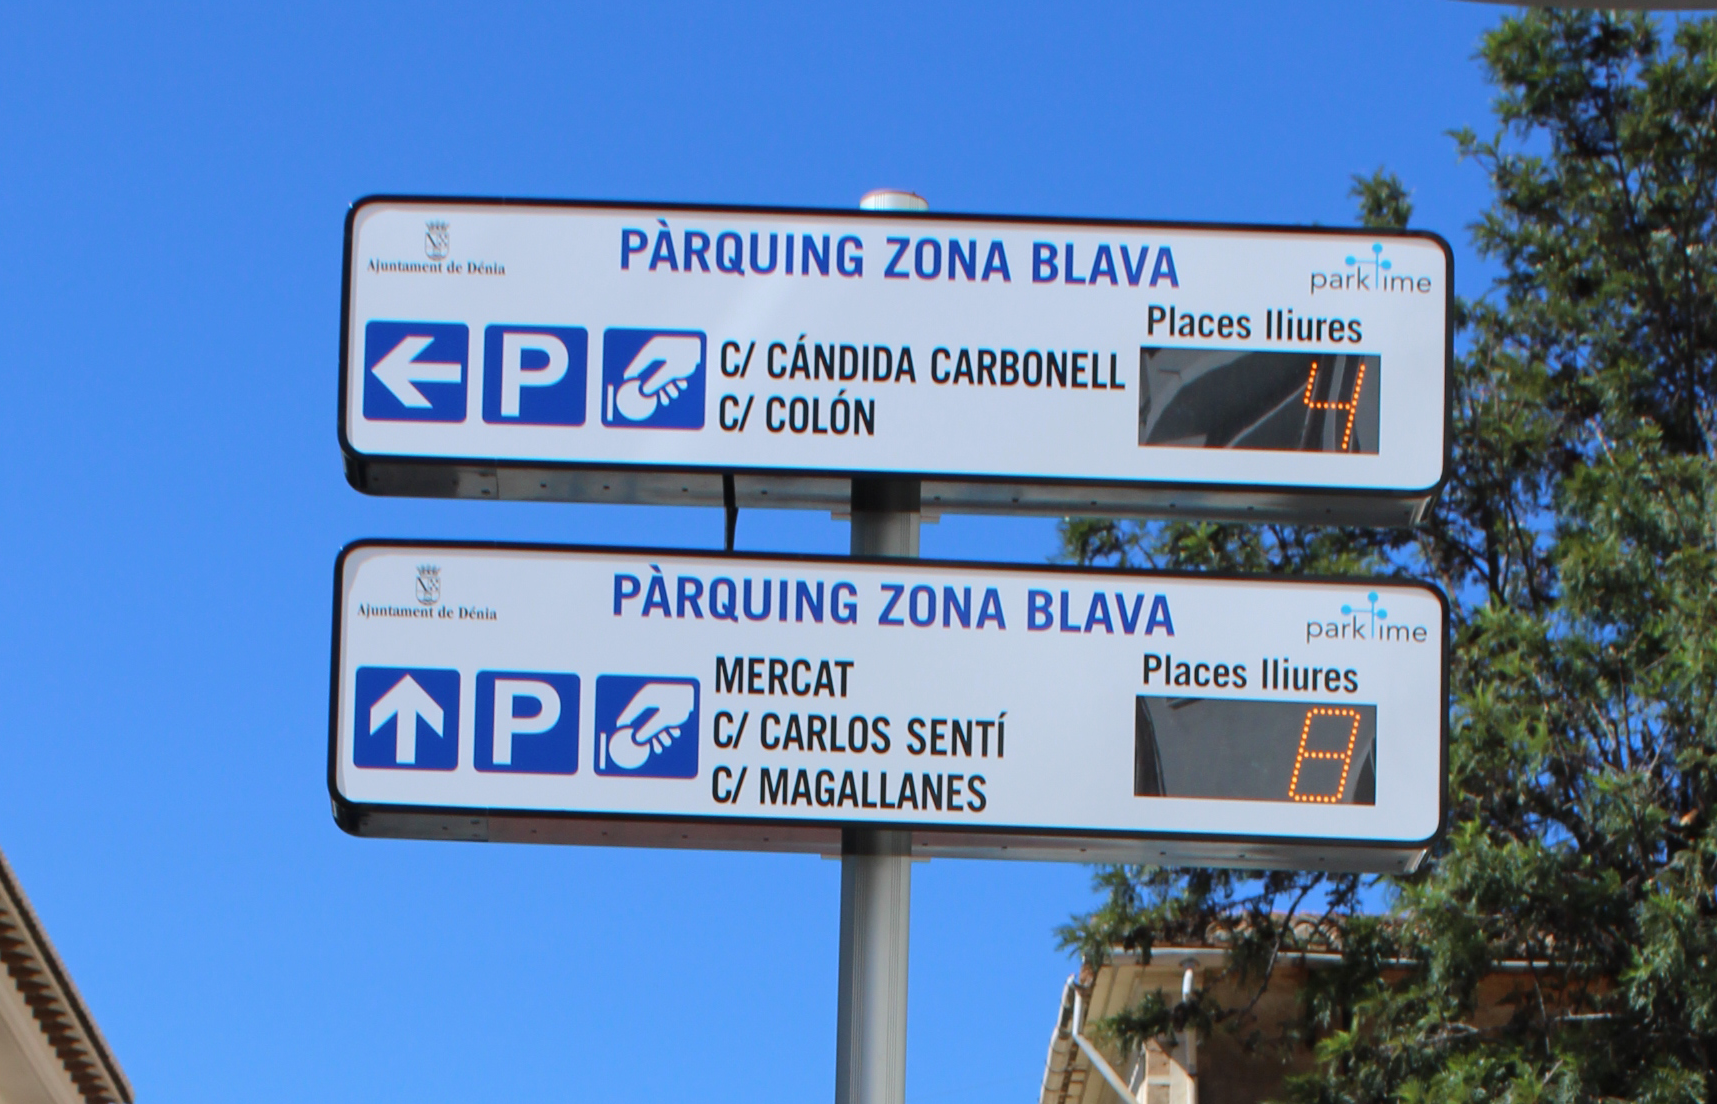 Ajuntament de Dénia
PÀRQUING ZONA BLAVA
parktime
Places lliures
P
C/ CÁNDIDA CARBONELL
C/ COLÓN
4
Ajuntament de Dénia
PÀRQUING ZONA BLAVA
parktime
Places lliures
P
MERCAT
C/ CARLOS SENTÍ
C/ MAGALLANES
8